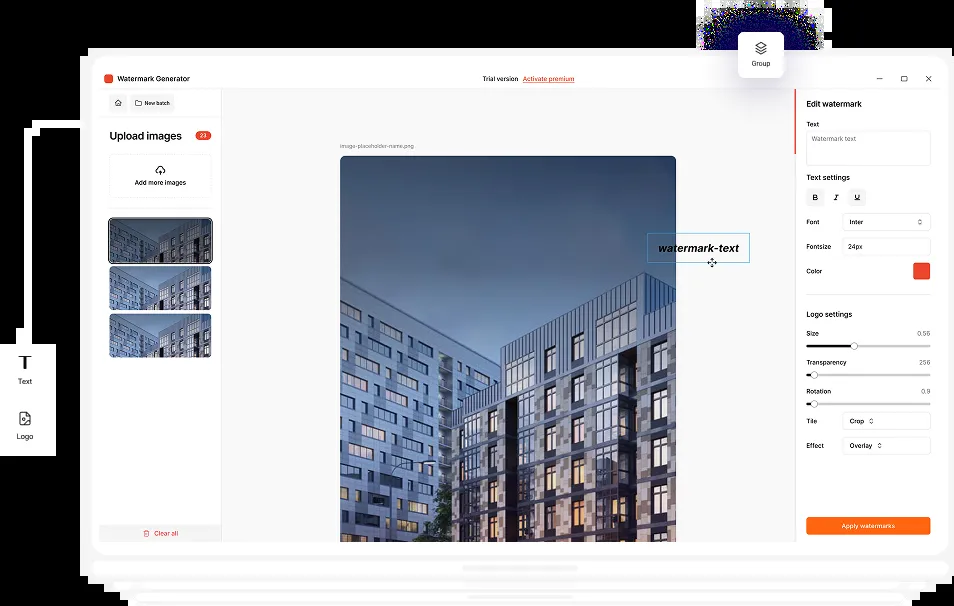 Group
Watermark Generator
Trial version Activate premium
New batch
Upload images 23
Add more images
Clear all
image-placeholder-name.png
watermark-text
Edit watermark
Text
Watermark text
Text settings
B I U
Font Inter
Fontsize 24px
Color
Logo settings
Size 0.56
Transparency 256
Rotation 0.9
Tile Crop
Effect Overlay
Apply watermarks
T
Text
Logo